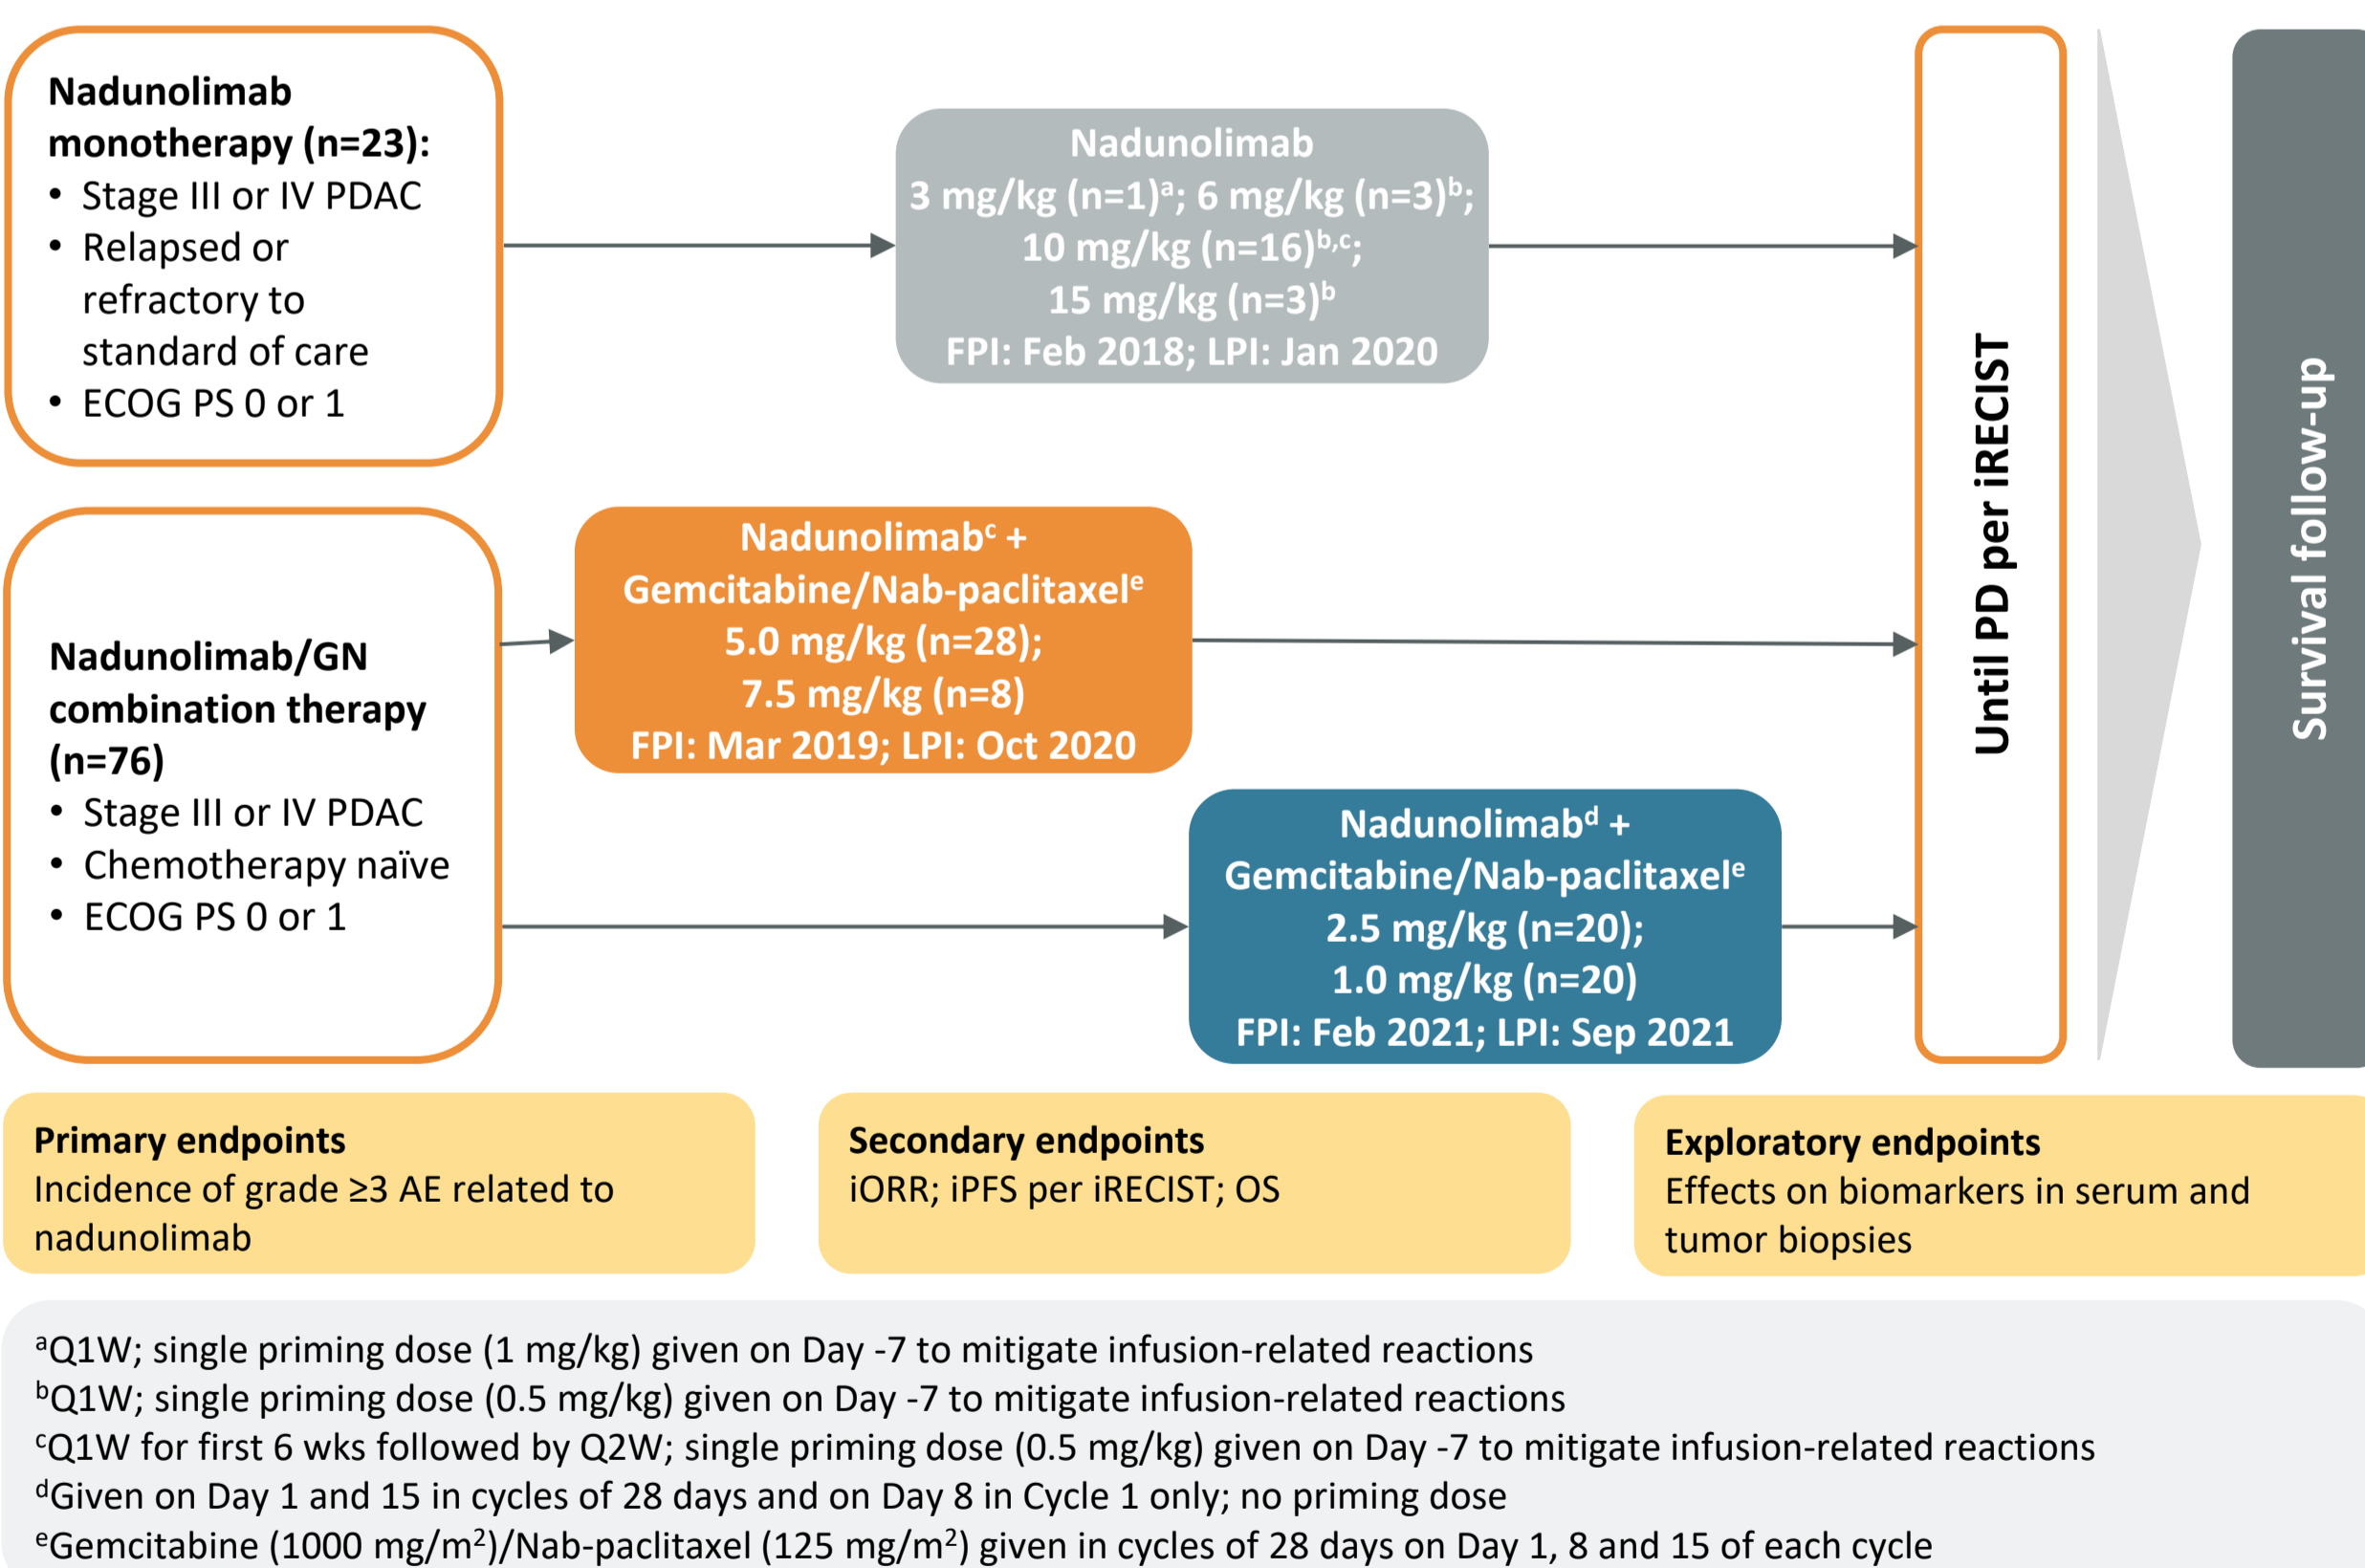 Nadunolimab
monotherapy (n=23):
• Stage III or IV PDAC
• Relapsed or
refractory to
standard of care
• ECOG PS 0 or 1
Nadunolimab
3 mg/kg (n=1)ᵃ; 6 mg/kg (n=3)ᵇ;
10 mg/kg (n=16)ᵇ,ᶜ;
15 mg/kg (n=3)ᵇ
FPI: Feb 2018; LPI: Jan 2020
Nadunolimab/GN
combination therapy
(n=76)
• Stage III or IV PDAC
• Chemotherapy naïve
• ECOG PS 0 or 1
Nadunolimabᶜ +
Gemcitabine/Nab-paclitaxelᵉ
5.0 mg/kg (n=28);
7.5 mg/kg (n=8)
FPI: Mar 2019; LPI: Oct 2020
Nadunolimabᵈ +
Gemcitabine/Nab-paclitaxelᵉ
2.5 mg/kg (n=20);
1.0 mg/kg (n=20)
FPI: Feb 2021; LPI: Sep 2021
Until PD per iRECIST
Survival follow-up
Primary endpoints
Incidence of grade ≥3 AE related to
nadunolimab
Secondary endpoints
iORR; iPFS per iRECIST; OS
Exploratory endpoints
Effects on biomarkers in serum and
tumor biopsies
ᵃQ1W; single priming dose (1 mg/kg) given on Day -7 to mitigate infusion-related reactions
ᵇQ1W; single priming dose (0.5 mg/kg) given on Day -7 to mitigate infusion-related reactions
ᶜQ1W for first 6 wks followed by Q2W; single priming dose (0.5 mg/kg) given on Day -7 to mitigate infusion-related reactions
ᵈGiven on Day 1 and 15 in cycles of 28 days and on Day 8 in Cycle 1 only; no priming dose
ᵉGemcitabine (1000 mg/m²)/Nab-paclitaxel (125 mg/m²) given in cycles of 28 days on Day 1, 8 and 15 of each cycle